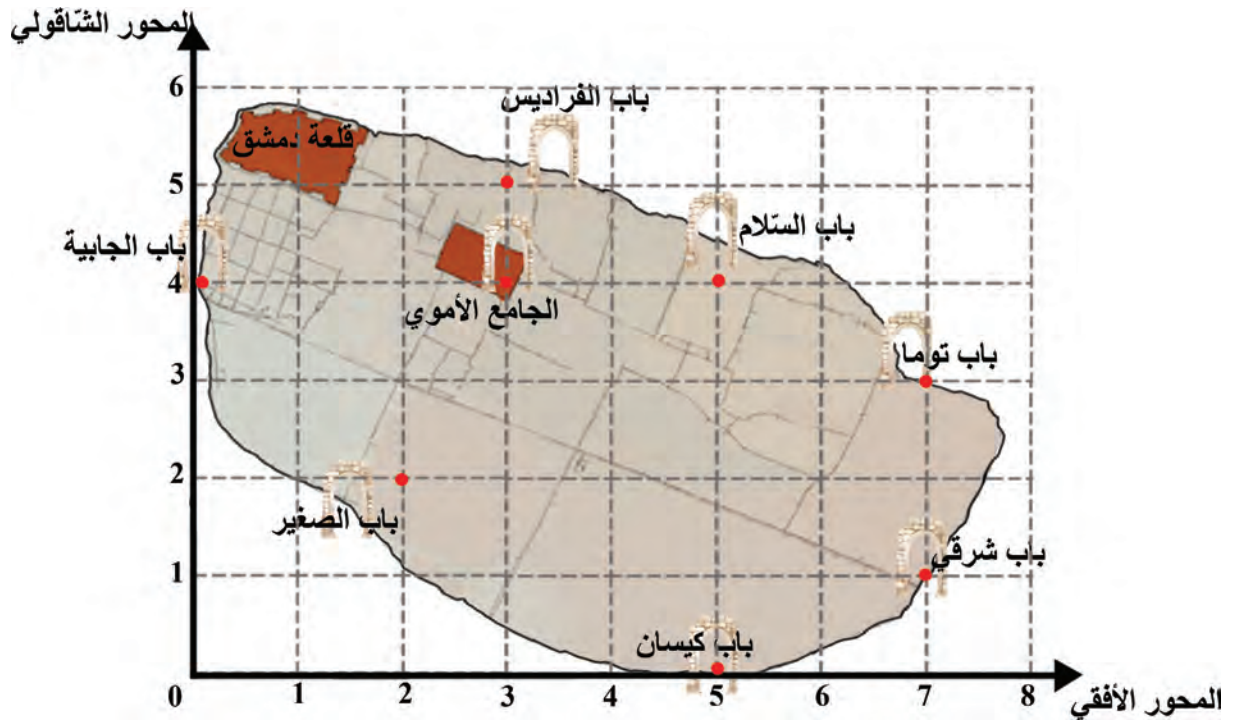 المحور الشّاقولي
6
باب الفراديس
قلعة دمشق
5
باب السّلام
باب الجابية
4
الجامع الأموي
باب توما
3
2
باب الصغير
باب شرقي
1
باب كيسان
0 1 2 3 4 5 6 7 8
المحور الأفقي